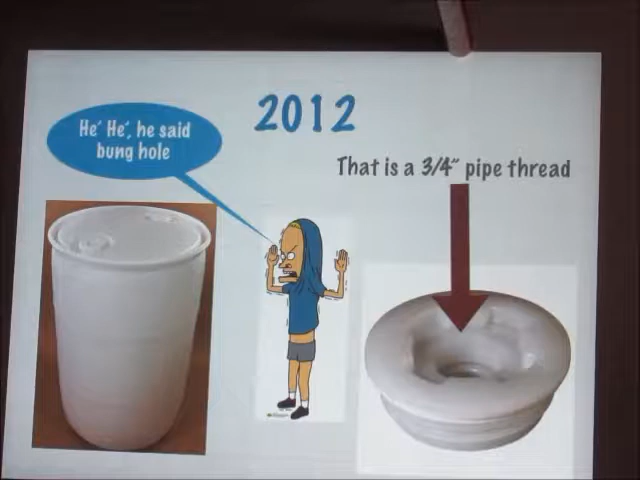 2012
He' He', he said
bung hole
That is a 3/4" pipe thread